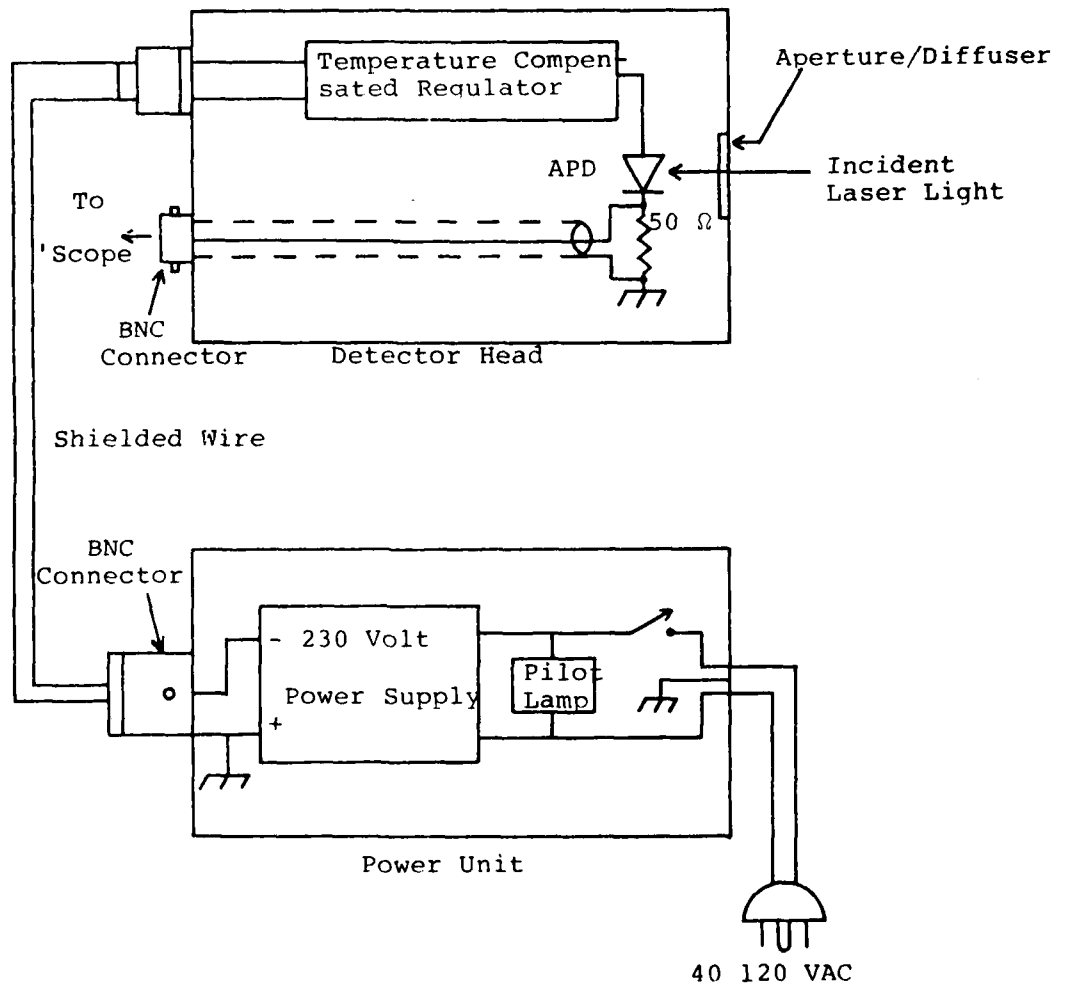 Temperature Compen-
sated Regulator
Aperture/Diffuser
APD
Incident
Laser Light
To
'Scope
50 Ω
BNC
Connector
Detector Head
Shielded Wire
BNC
Connector
- 230 Volt
Power Supply
+
Pilot
Lamp
Power Unit
40 120 VAC